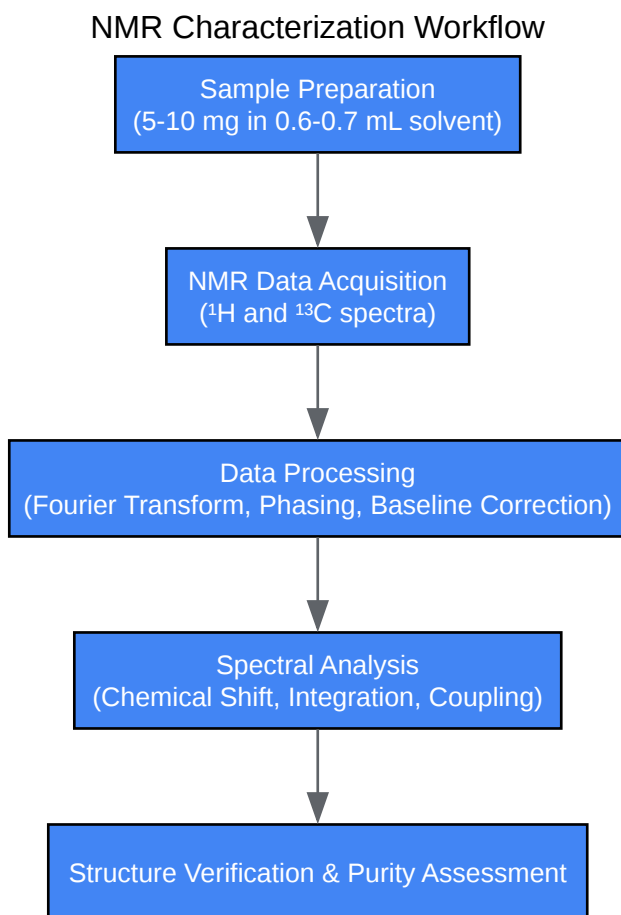 NMR Characterization Workflow
Sample Preparation
(5-10 mg in 0.6-0.7 mL solvent)
NMR Data Acquisition
(¹H and ¹³C spectra)
Data Processing
(Fourier Transform, Phasing, Baseline Correction)
Spectral Analysis
(Chemical Shift, Integration, Coupling)
Structure Verification & Purity Assessment